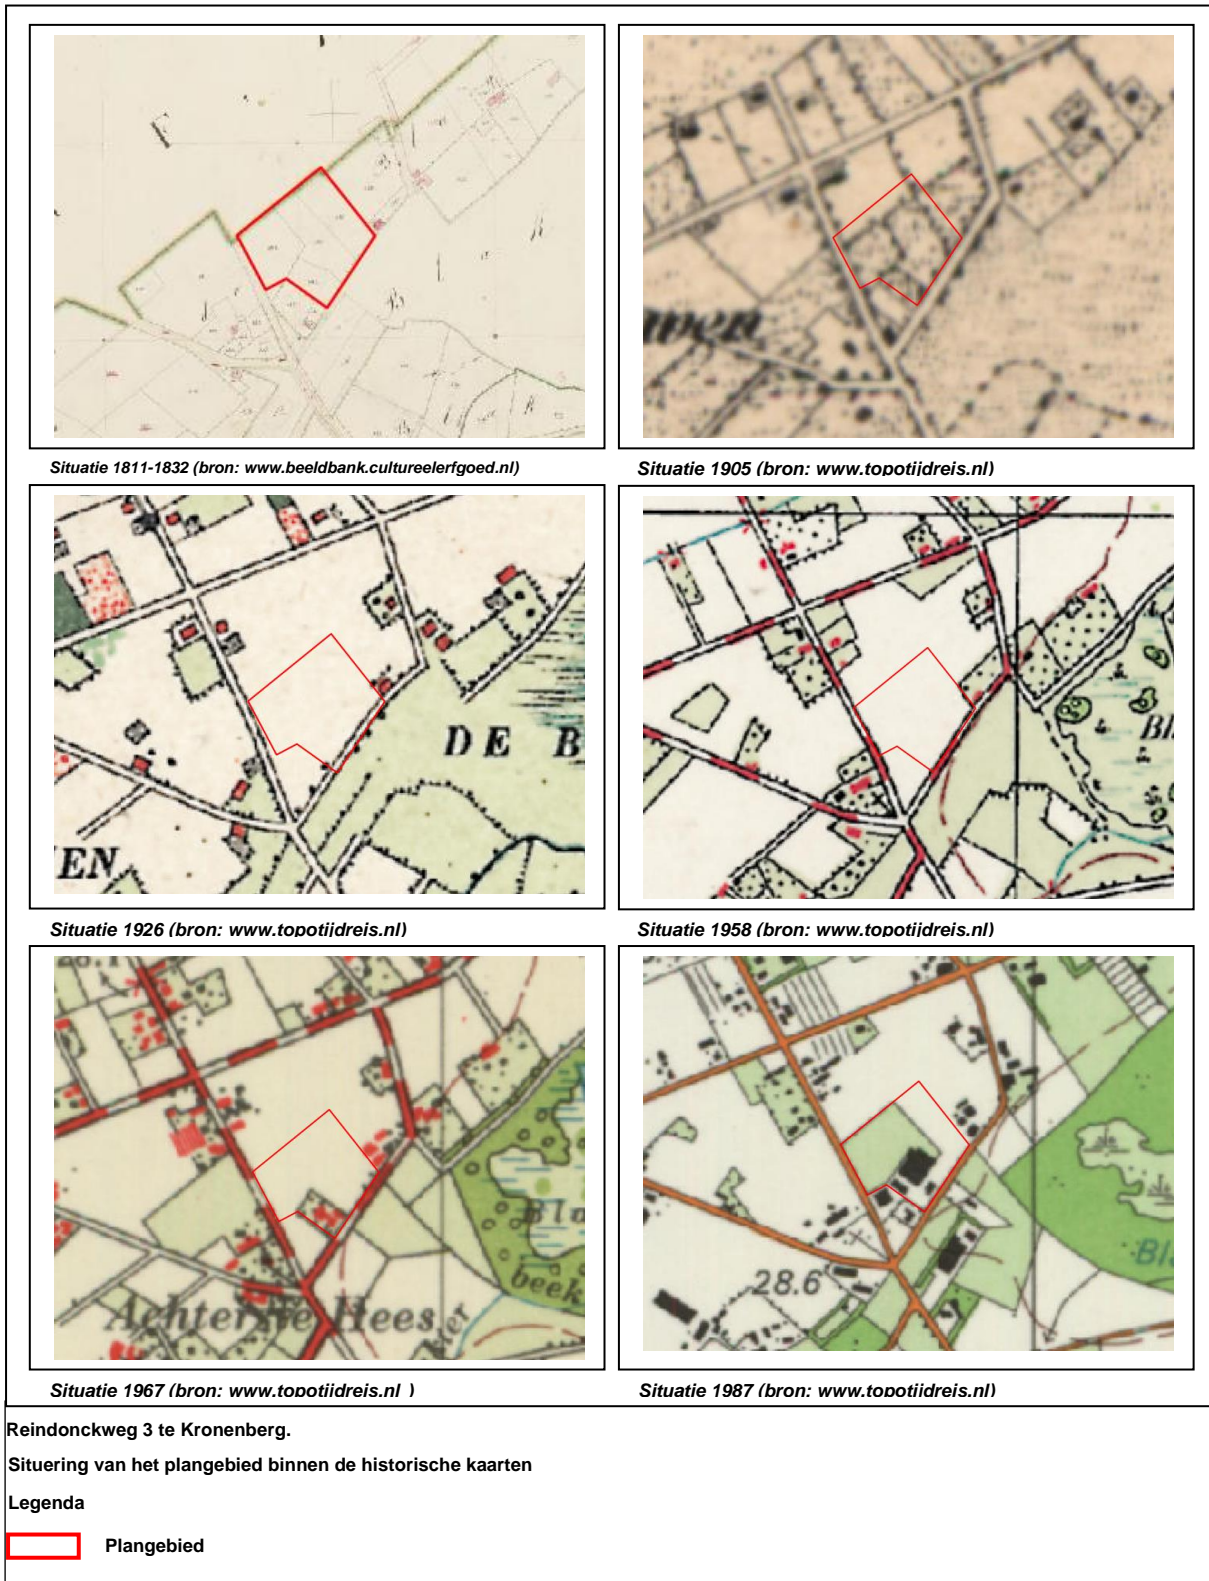 Situatie 1811-1832 (bron: www.beeldbank.cultureelerfgoed.nl)
Situatie 1905 (bron: www.topotijdreis.nl)
DE B
EN
Situatie 1926 (bron: www.topotijdreis.nl)
Bl
Situatie 1958 (bron: www.topotijdreis.nl)
Bla
beek
Achterste Hees
Situatie 1967 (bron: www.topotijdreis.nl )
28.6
Bl
Situatie 1987 (bron: www.topotijdreis.nl)
Reindonckweg 3 te Kronenberg.
Situering van het plangebied binnen de historische kaarten
Legenda
Plangebied